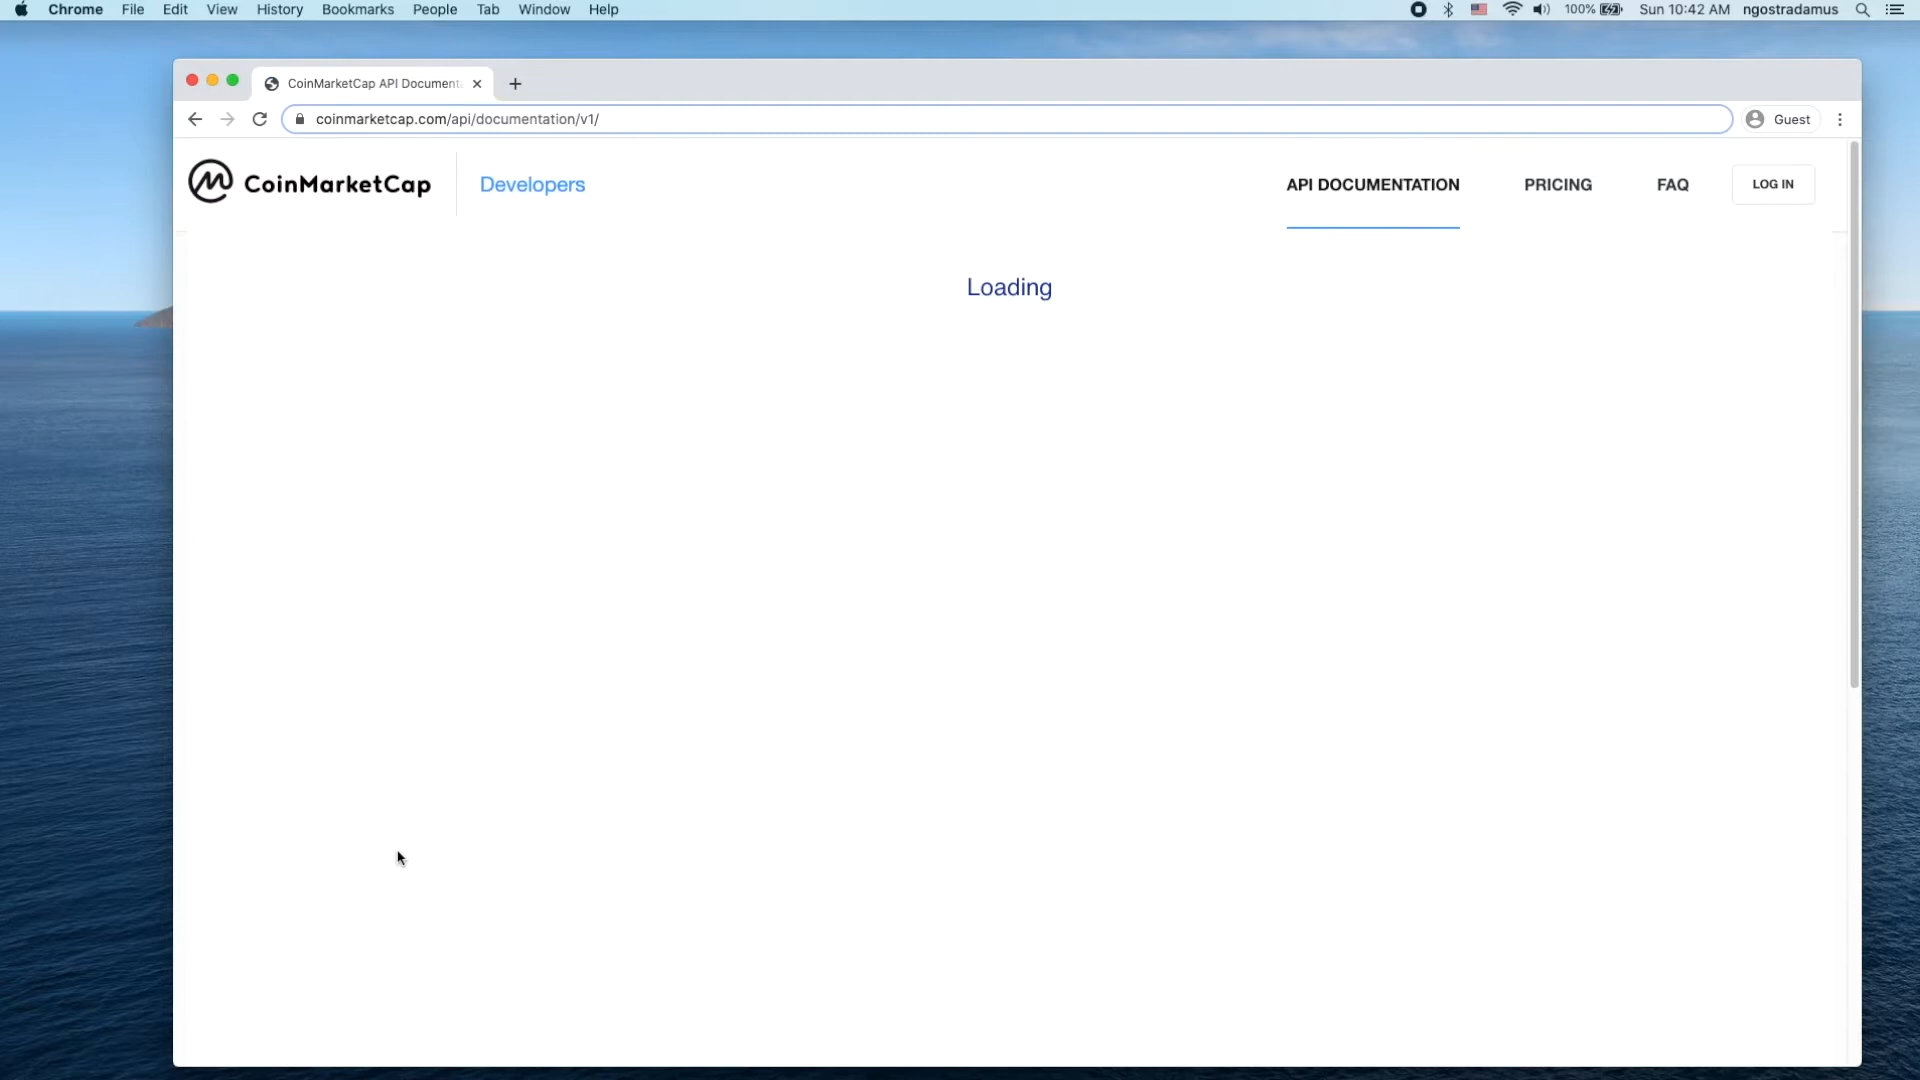 Chrome File Edit View History Bookmarks People Tab Window Help 100% Sun 10:42 AM ngostradamus
CoinMarketCap API Document
coinmarketcap.com/api/documentation/v1/ Guest
CoinMarketCap Developers API DOCUMENTATION PRICING FAQ LOG IN
Loading